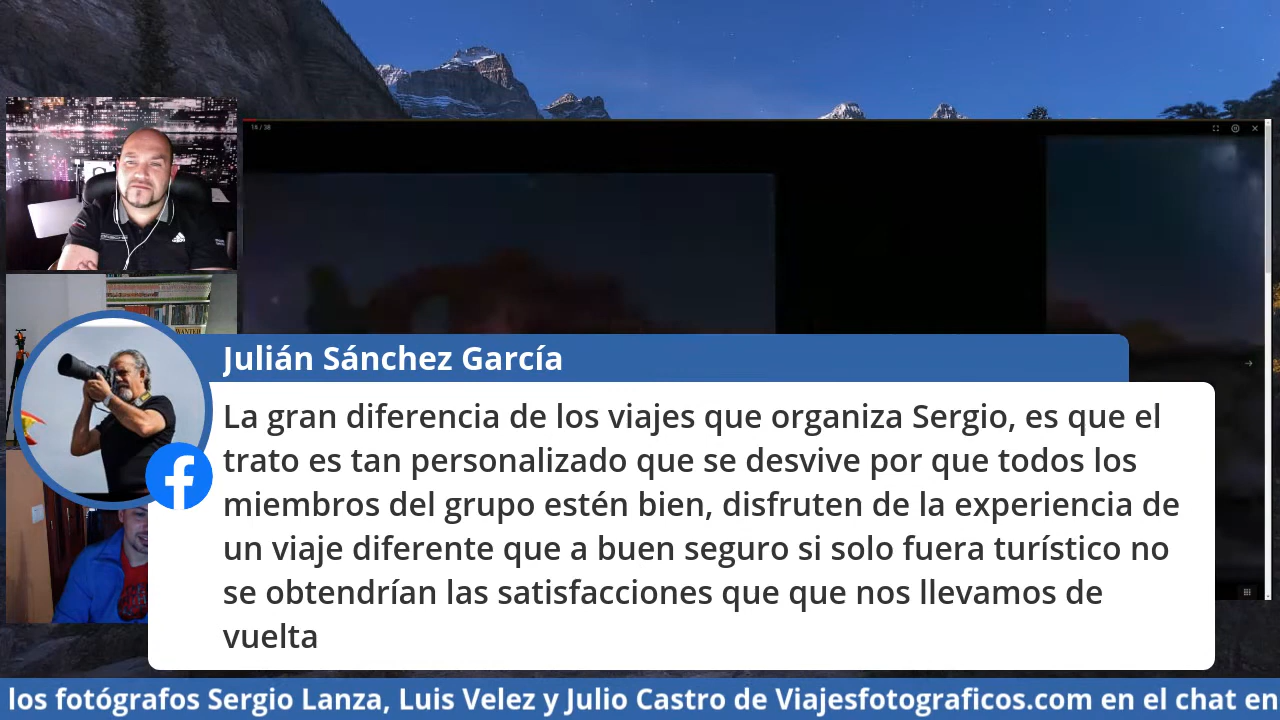 18 / 38
WANTED
Julián Sánchez García
La gran diferencia de los viajes que organiza Sergio, es que el
trato es tan personalizado que se desvive por que todos los
miembros del grupo estén bien, disfruten de la experiencia de
un viaje diferente que a buen seguro si solo fuera turístico no
se obtendrían las satisfacciones que que nos llevamos de
vuelta
los fotógrafos Sergio Lanza, Luis Velez y Julio Castro de Viajesfotograficos.com en el chat en